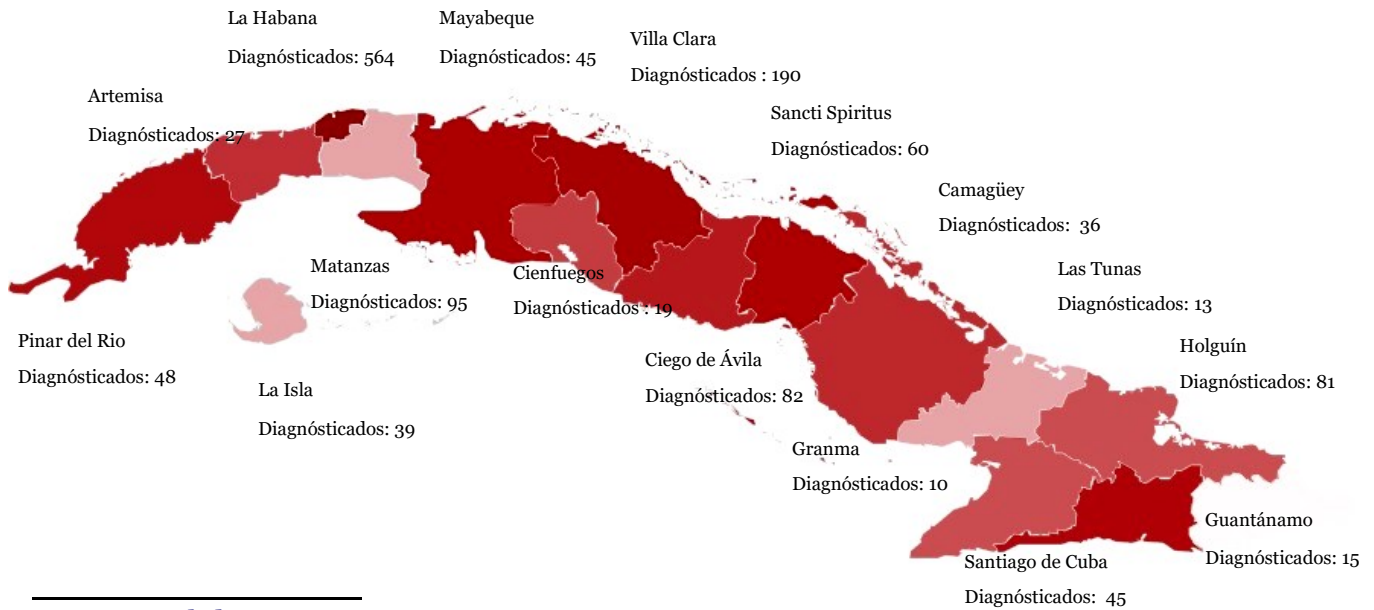 La Habana
Diagnósticados: 564
Mayabeque
Diagnósticados: 45
Villa Clara
Diagnósticados : 190
Artemisa
Diagnósticados: 27
Sancti Spiritus
Diagnósticados: 60
Camagüey
Diagnósticados: 36
Matanzas
Diagnósticados: 95
Cienfuegos
Diagnósticados : 19
Las Tunas
Diagnósticados: 13
Pinar del Rio
Diagnósticados: 48
La Isla
Diagnósticados: 39
Ciego de Ávila
Diagnósticados: 82
Holguín
Diagnósticados: 81
Granma
Diagnósticados: 10
Guantánamo
Diagnósticados: 15
Santiago de Cuba
Diagnósticados: 45